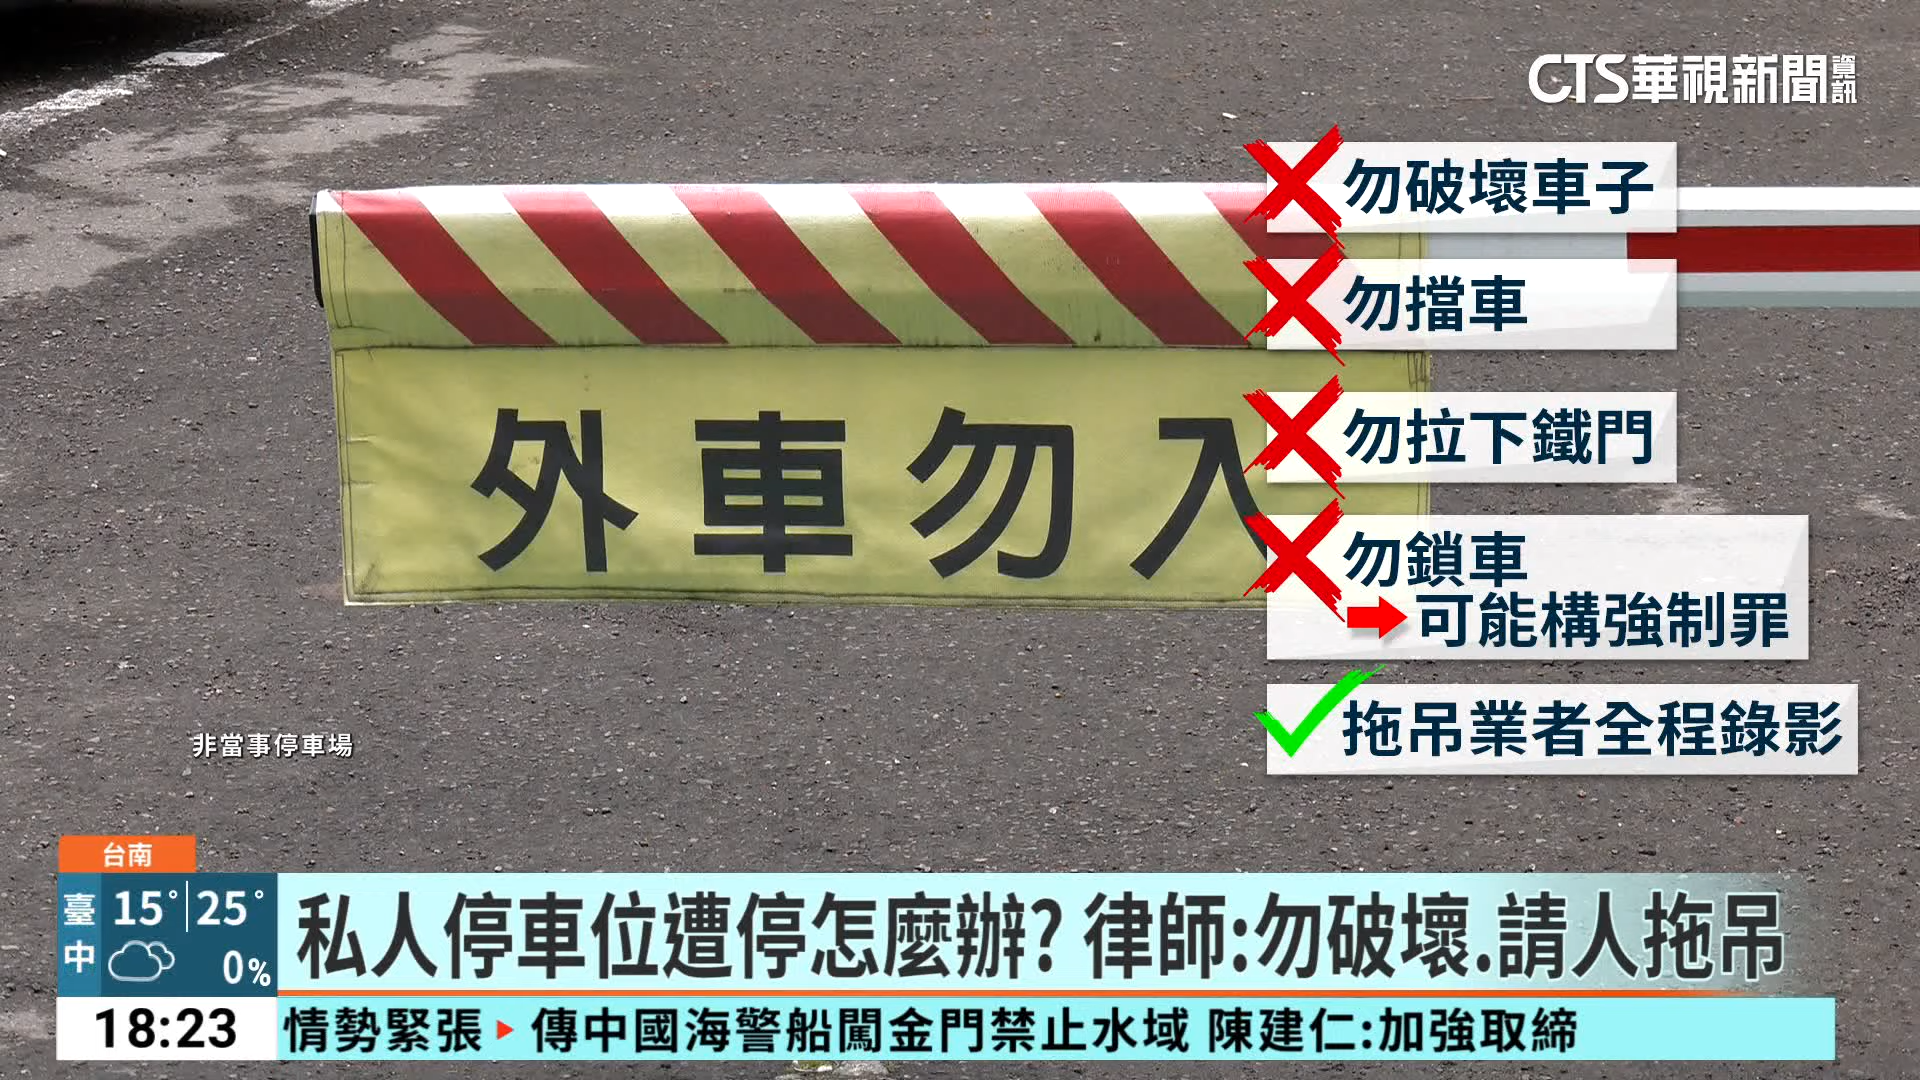 CTS華視新聞資訊
勿破壞車子
勿擋車
勿拉下鐵門
勿鎖車
可能構強制罪
拖吊業者全程錄影
外車勿入
非當事停車場
台南
臺中
15° 25°
0%
私人停車位遭停怎麼辦? 律師:勿破壞.請人拖吊
18:23
情勢緊張 傳中國海警船闖金門禁止水域 陳建仁:加強取締